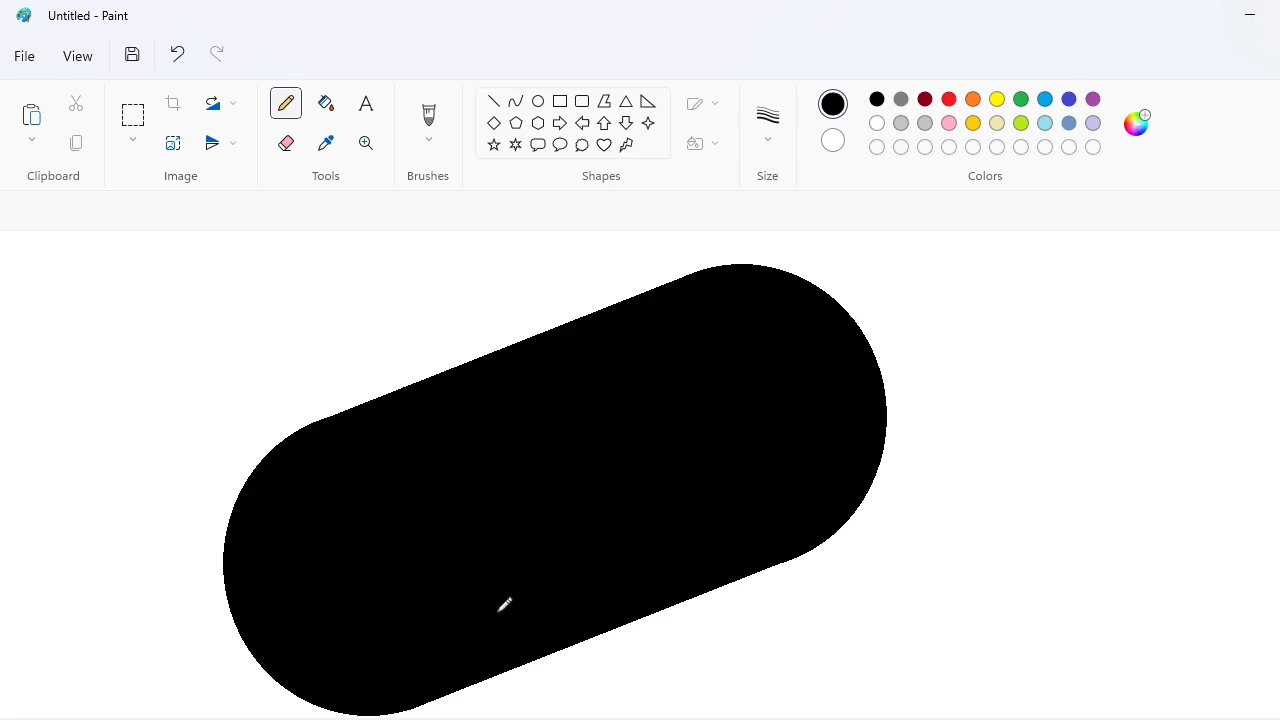 Untitled - Paint
File
View
Clipboard
Image
Tools
Brushes
Shapes
Size
Colors